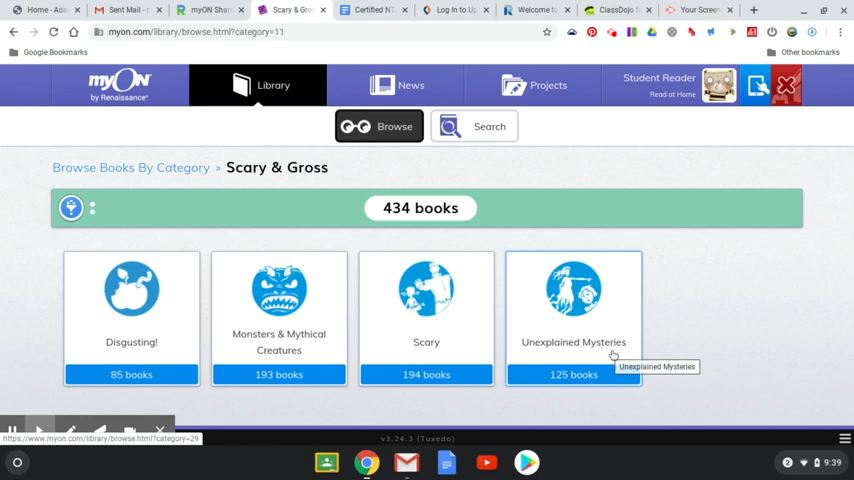 Home - Ada
Sent Mail - m
myON Shar
Scary & Gros
Certified NT
Log In to Up
Welcome to
ClassDojo f
Your Screen
myon.com/library/browse.html?category=11
Google Bookmarks
Other bookmarks
myON
by Renaissance®
Library
News
Projects
Student Reader
Read at Home
Browse
Search
Browse Books By Category » Scary & Gross
434 books
Disgusting!
85 books
Monsters & Mythical
Creatures
193 books
Scary
194 books
Unexplained Mysteries
125 books
Unexplained Mysteries
https://www.myon.com/library/browse.html?category=29
v3.24.3 (Tuxedo)
2
9:39